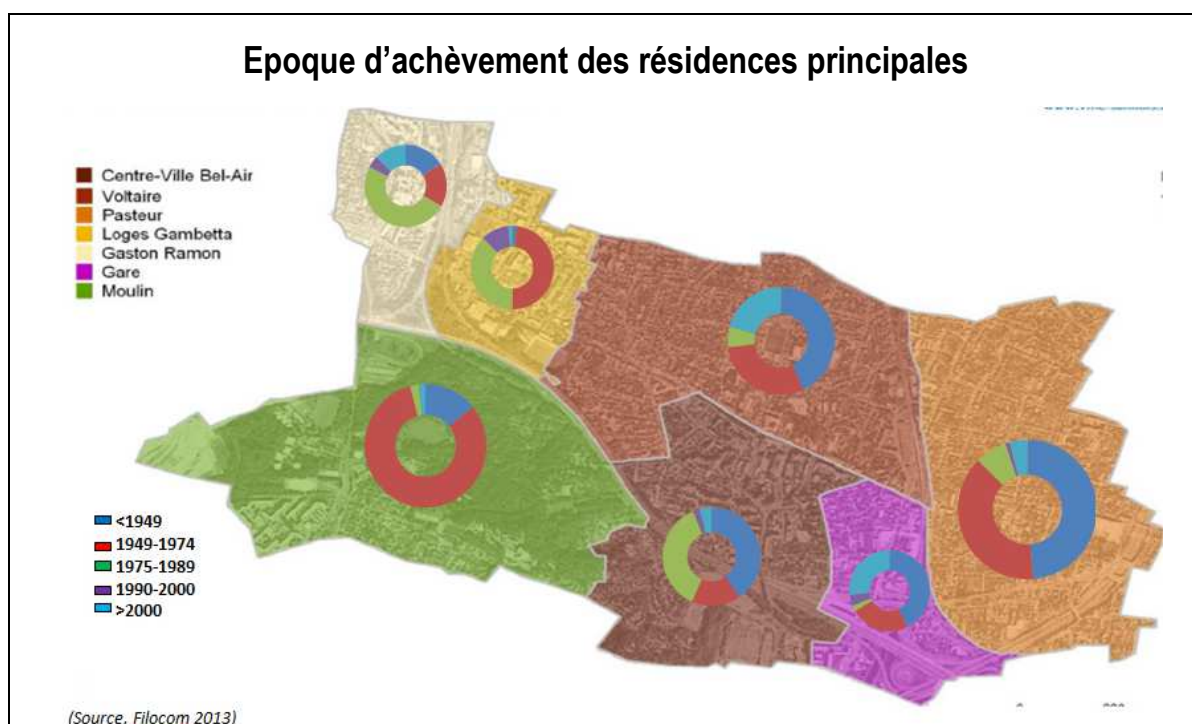 Epoque d’achèvement des résidences principales
Centre-Ville Bel-Air
Voltaire
Pasteur
Loges Gambetta
Gaston Ramon
Gare
Moulin
<1949
1949-1974
1975-1989
1990-2000
>2000
(Source, Filocom 2013)